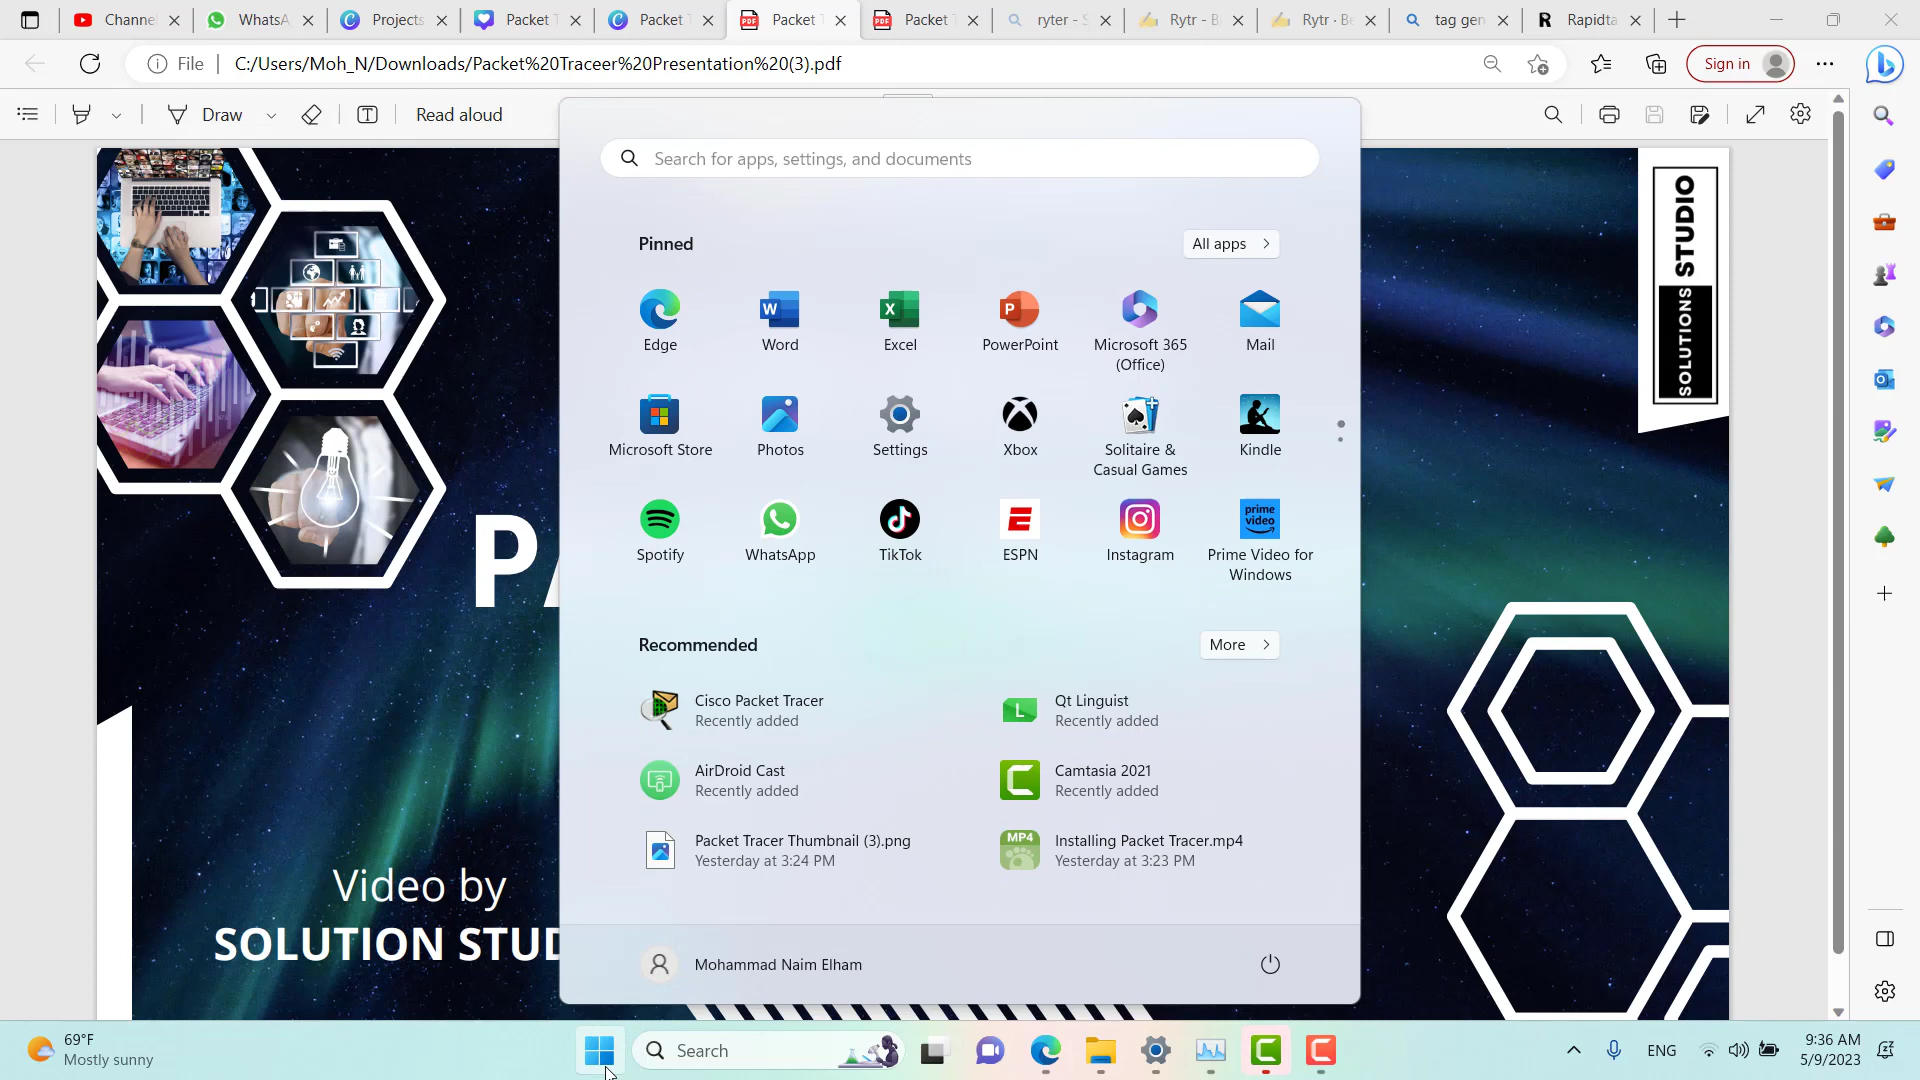 Channe
WhatsA
Projects
Packet T
Packet T
Packet T
Packet T
ryter - S
Rytr - B
Rytr · Be
tag gen
Rapidta
File
C:/Users/Moh_N/Downloads/Packet%20Traceer%20Presentation%20(3).pdf
Sign in
Draw
Read aloud
Search for apps, settings, and documents
Pinned
All apps
Edge
Word
Excel
PowerPoint
Microsoft 365
(Office)
Mail
Microsoft Store
Photos
Settings
Xbox
Solitaire &
Casual Games
Kindle
prime
video
Spotify
WhatsApp
TikTok
ESPN
Instagram
Prime Video for
Windows
Recommended
More
Cisco Packet Tracer
Recently added
Qt Linguist
Recently added
AirDroid Cast
Recently added
Camtasia 2021
Recently added
Packet Tracer Thumbnail (3).png
Yesterday at 3:24 PM
MP4
Installing Packet Tracer.mp4
Yesterday at 3:23 PM
Mohammad Naim Elham
SOLUTIONS STUDIO
PA
Video by
SOLUTION STUD
69°F
Mostly sunny
Search
ENG
9:36 AM
5/9/2023